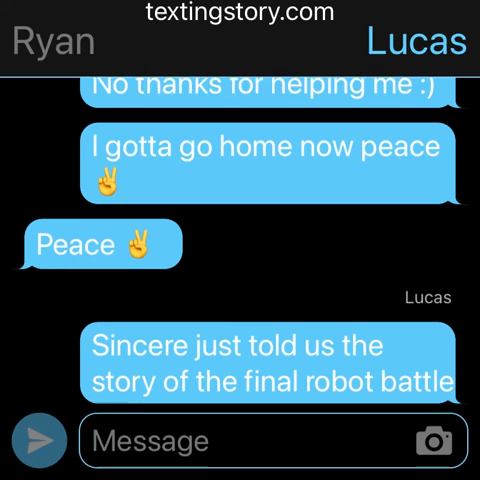 textingstory.com
Ryan
Lucas
No thanks for helping me :)
I gotta go home now peace
✌️
Peace ✌️
Lucas
Sincere just told us the
story of the final robot battle
Message